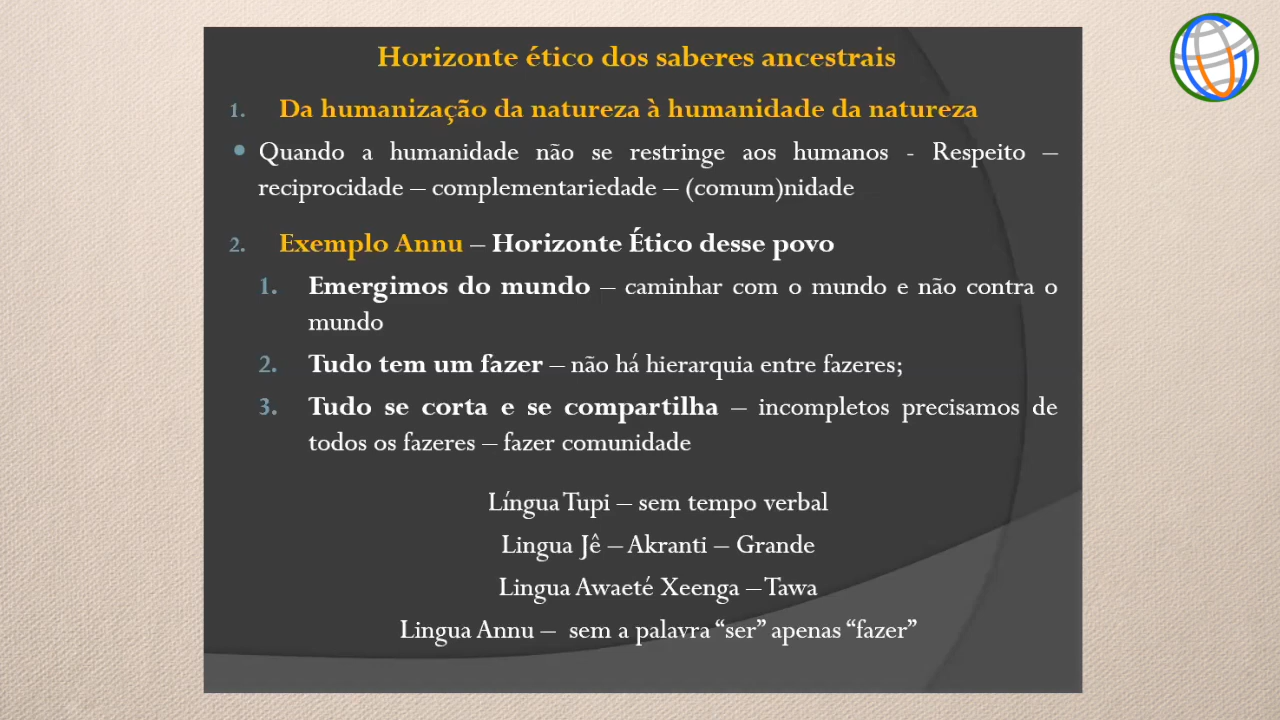 Horizonte ético dos saberes ancestrais
1. Da humanização da natureza à humanidade da natureza
• Quando a humanidade não se restringe aos humanos - Respeito –
reciprocidade – complementariedade – (comum)nidade
2. Exemplo Annu – Horizonte Ético desse povo
1. Emergimos do mundo – caminhar com o mundo e não contra o
mundo
2. Tudo tem um fazer – não há hierarquia entre fazeres;
3. Tudo se corta e se compartilha – incompletos precisamos de
todos os fazeres – fazer comunidade
Língua Tupi – sem tempo verbal
Lingua Jê – Akranti – Grande
Lingua Awaeté Xeenga – Tawa
Lingua Annu – sem a palavra “ser” apenas “fazer”